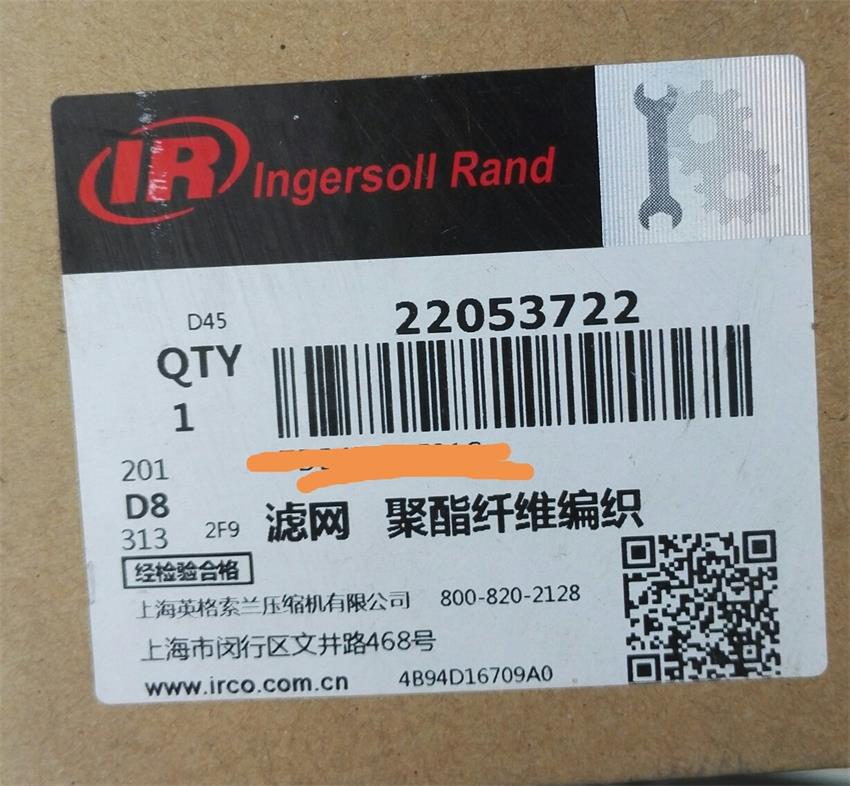 IR Ingersoll Rand
D45
22053722
QTY
1
201
D8
313
2F9
滤网 聚酯纤维编织
经检验合格
上海英格索兰压缩机有限公司 800-820-2128
上海市闵行区文井路468号
www.irco.com.cn 4B94D16709A0